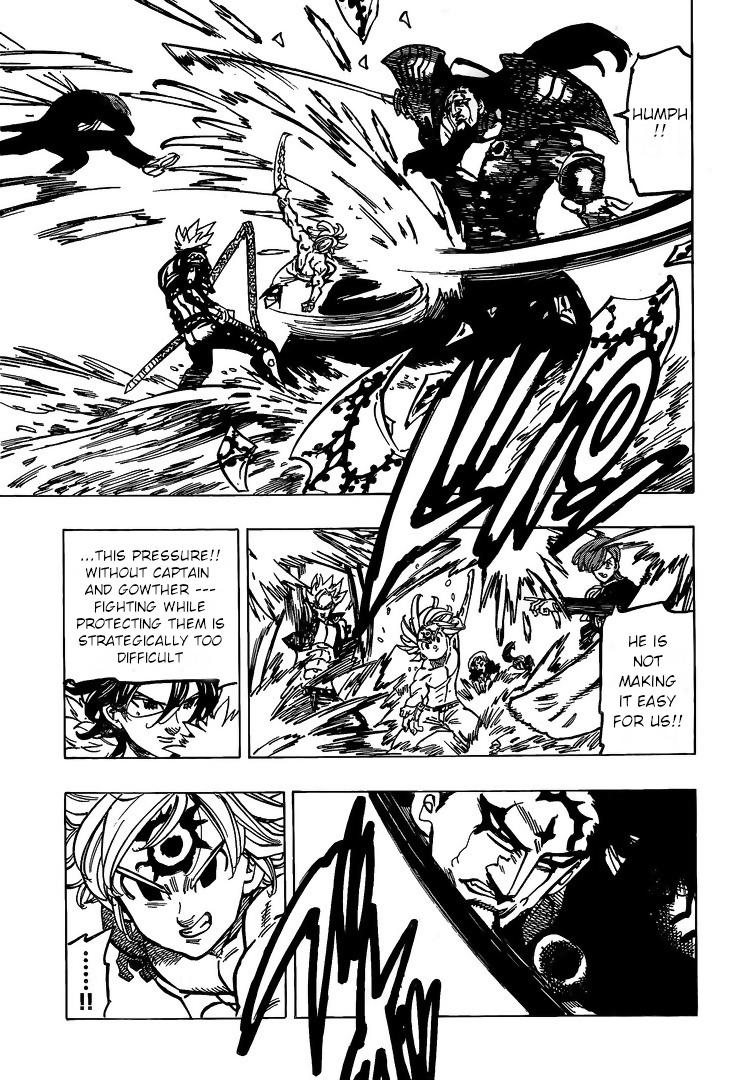 HUMPH
!!
HE IS
NOT
MAKING
IT EASY
FOR US!!
...THIS PRESSURE!!
WITHOUT CAPTAIN
AND GOWTHER ---
FIGHTING WHILE
PROTECTING THEM IS
STRATEGICALLY TOO
DIFFICULT
......!!